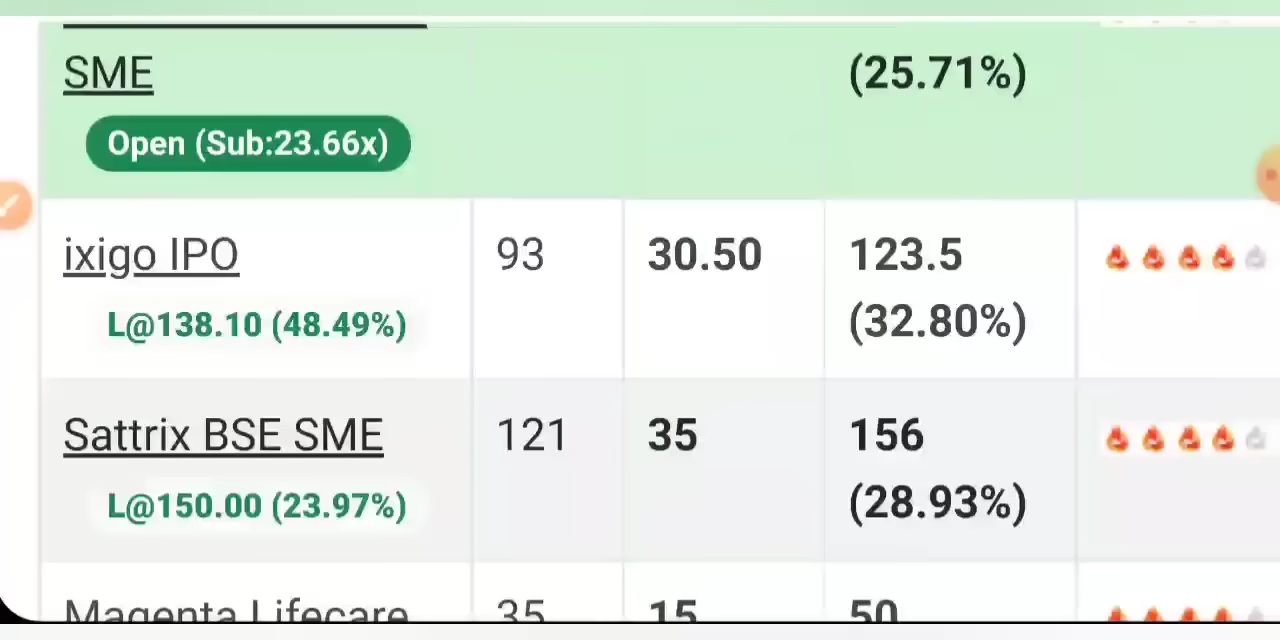 SME
(25.71%)
Open (Sub:23.66x)
ixigo IPO 93 30.50 123.5
L@138.10 (48.49%) (32.80%)
Sattrix BSE SME 121 35 156
L@150.00 (23.97%) (28.93%)
Magenta Lifecare 35 15 50